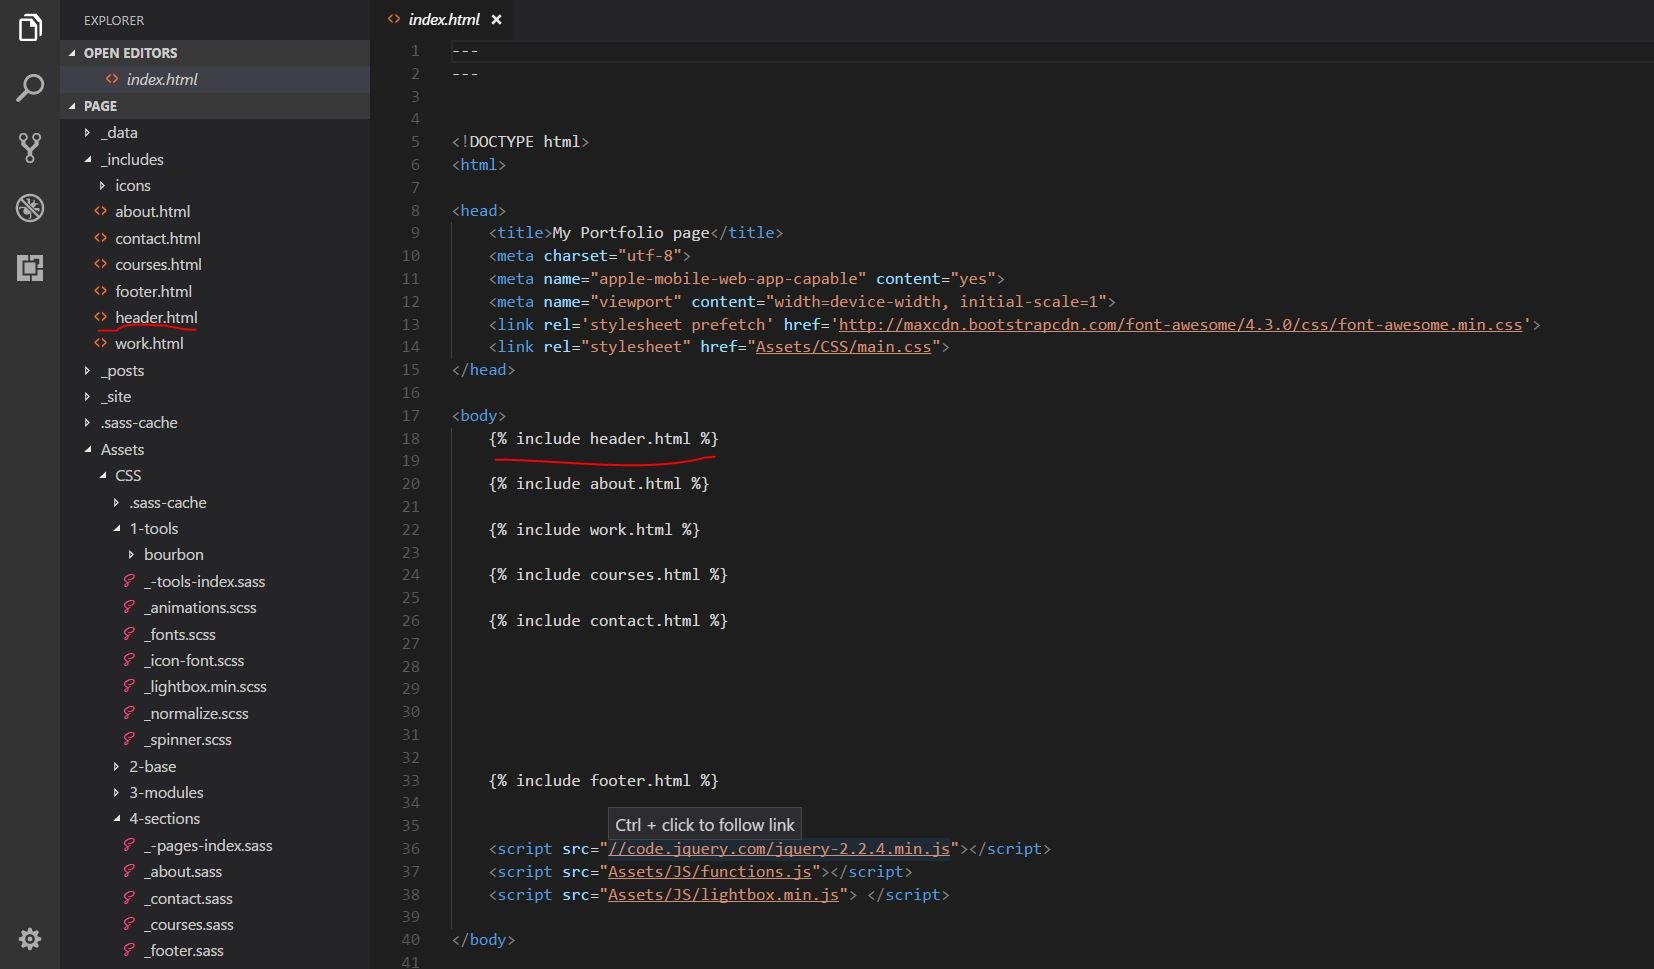 EXPLORER
OPEN EDITORS
<> index.html
PAGE
_data
_includes
icons
<> about.html
<> contact.html
<> courses.html
<> footer.html
<> header.html
<> work.html
_posts
_site
.sass-cache
Assets
CSS
.sass-cache
1-tools
bourbon
_-tools-index.sass
_animations.scss
_fonts.scss
_icon-font.scss
_lightbox.min.scss
_normalize.scss
_spinner.scss
2-base
3-modules
4-sections
_-pages-index.sass
_about.sass
_contact.sass
_courses.sass
_footer.sass
<> index.html ×
1 ---
2 ---
3
4
5 <!DOCTYPE html>
6 <html>
7
8 <head>
9 <title>My Portfolio page</title>
10 <meta charset="utf-8">
11 <meta name="apple-mobile-web-app-capable" content="yes">
12 <meta name="viewport" content="width=device-width, initial-scale=1">
13 <link rel='stylesheet prefetch' href='http://maxcdn.bootstrapcdn.com/font-awesome/4.3.0/css/font-awesome.min.css'>
14 <link rel="stylesheet" href="Assets/CSS/main.css">
15 </head>
16
17 <body>
18 {% include header.html %}
19
20 {% include about.html %}
21
22 {% include work.html %}
23
24 {% include courses.html %}
25
26 {% include contact.html %}
27
28
29
30
31
32
33 {% include footer.html %}
34
35
Ctrl + click to follow link
36 <script src="//code.jquery.com/jquery-2.2.4.min.js"></script>
37 <script src="Assets/JS/functions.js"></script>
38 <script src="Assets/JS/lightbox.min.js"> </script>
39
40 </body>
41